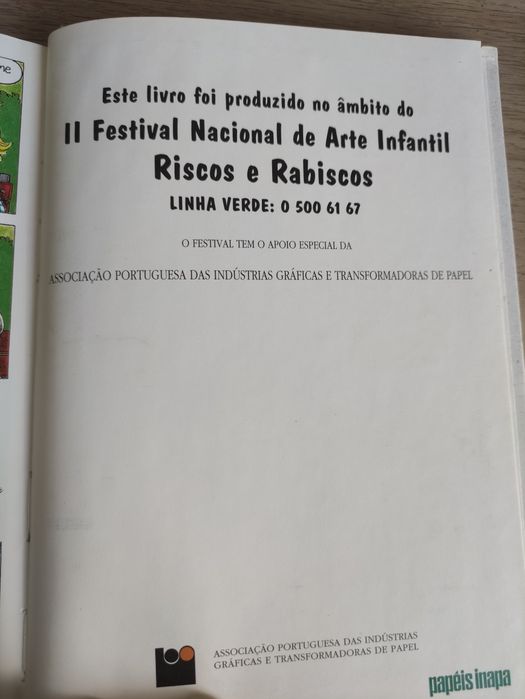 Este livro foi produzido no âmbito do
II Festival Nacional de Arte Infantil
Riscos e Rabiscos
LINHA VERDE: 0 500 61 67
O FESTIVAL TEM O APOIO ESPECIAL DA
ASSOCIAÇÃO PORTUGUESA DAS INDÚSTRIAS GRÁFICAS E TRANSFORMADORAS DE PAPEL
ASSOCIAÇÃO PORTUGUESA DAS INDÚSTRIAS
GRÁFICAS E TRANSFORMADORAS DE PAPEL
papéis inapa